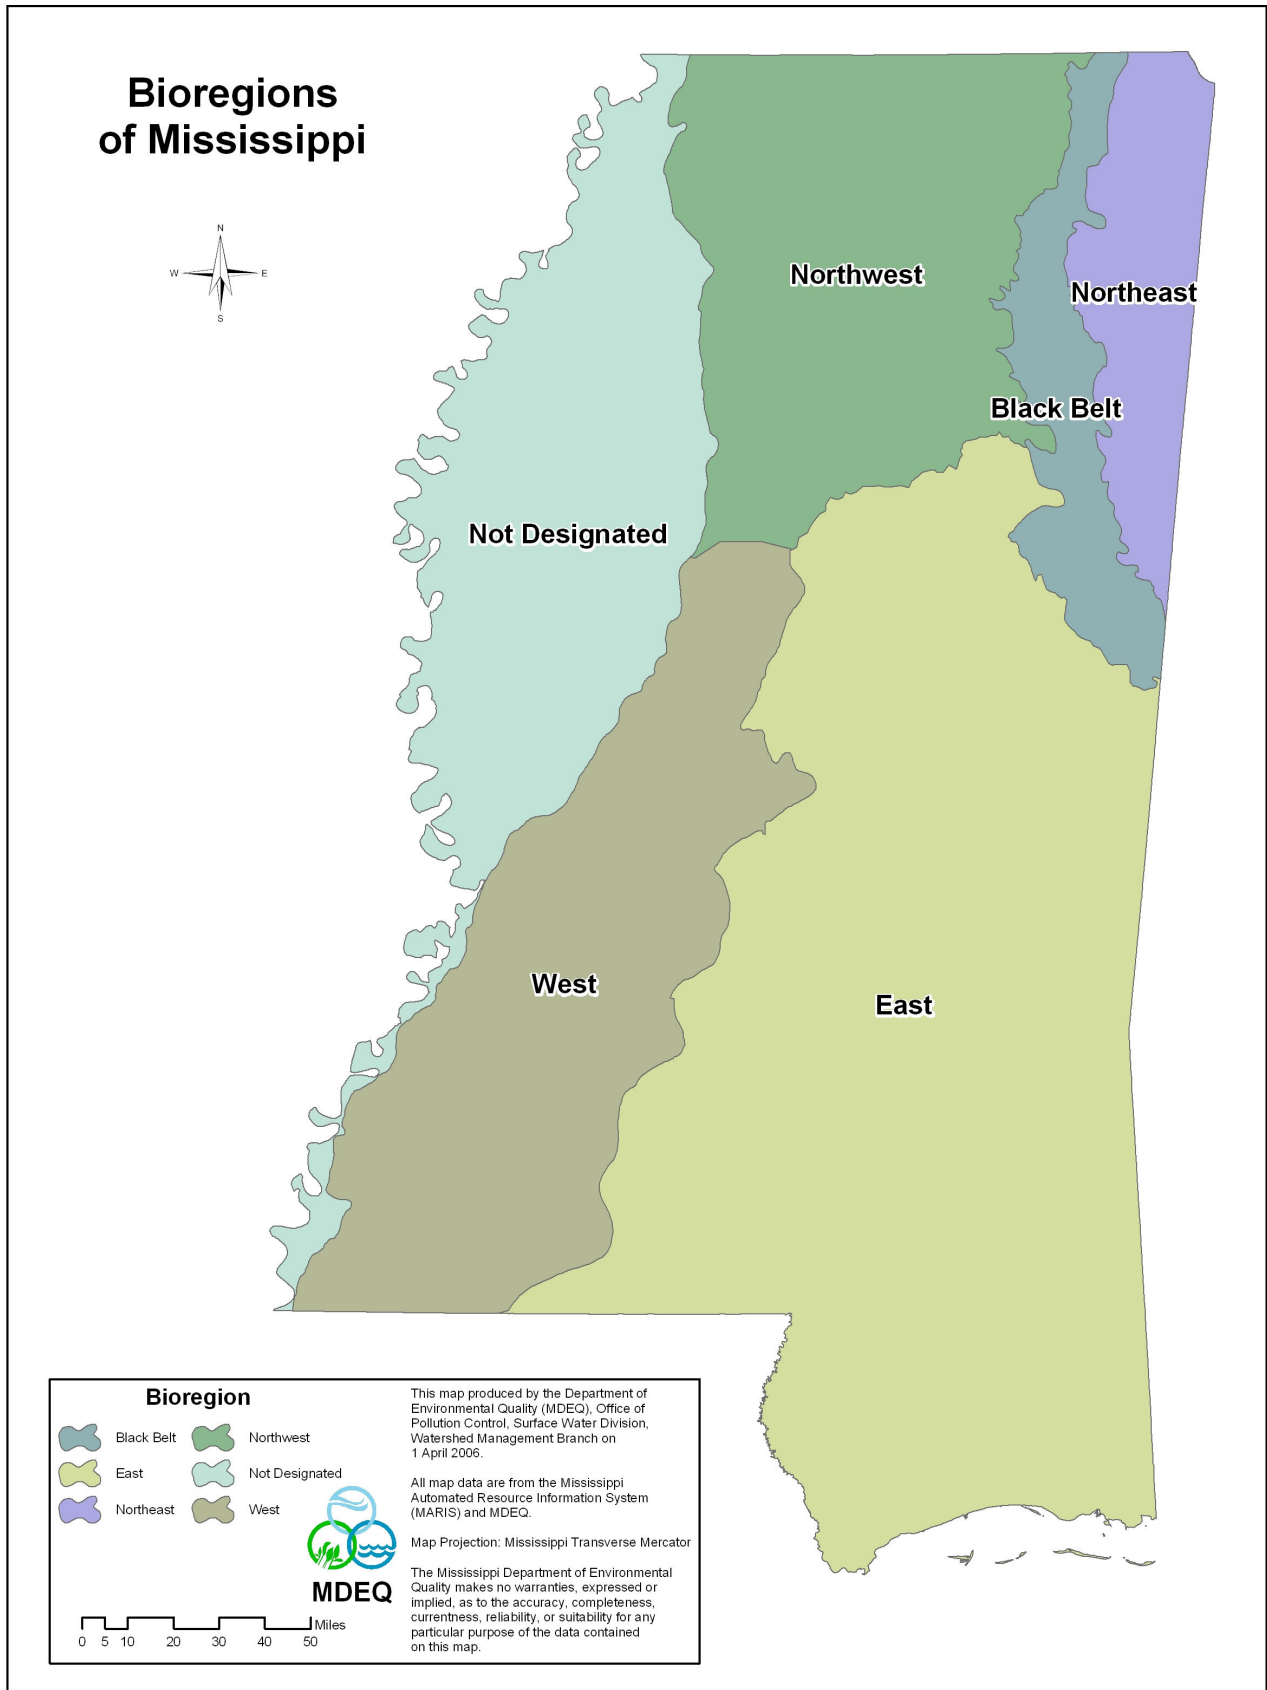 Bioregions
of Mississippi
N
W
E
S
Northwest
Northeast
Black Belt
Not Designated
West
East
Bioregion
Black Belt
Northwest
East
Not Designated
Northeast
West
MDEQ
Miles
0 5 10 20 30 40 50
This map produced by the Department of
Environmental Quality (MDEQ), Office of
Pollution Control, Surface Water Division,
Watershed Management Branch on
1 April 2006.
All map data are from the Mississippi
Automated Resource Information System
(MARIS) and MDEQ.
Map Projection: Mississippi Transverse Mercator
The Mississippi Department of Environmental
Quality makes no warranties, expressed or
implied, as to the accuracy, completeness,
currentness, reliability, or suitability for any
particular purpose of the data contained
on this map.